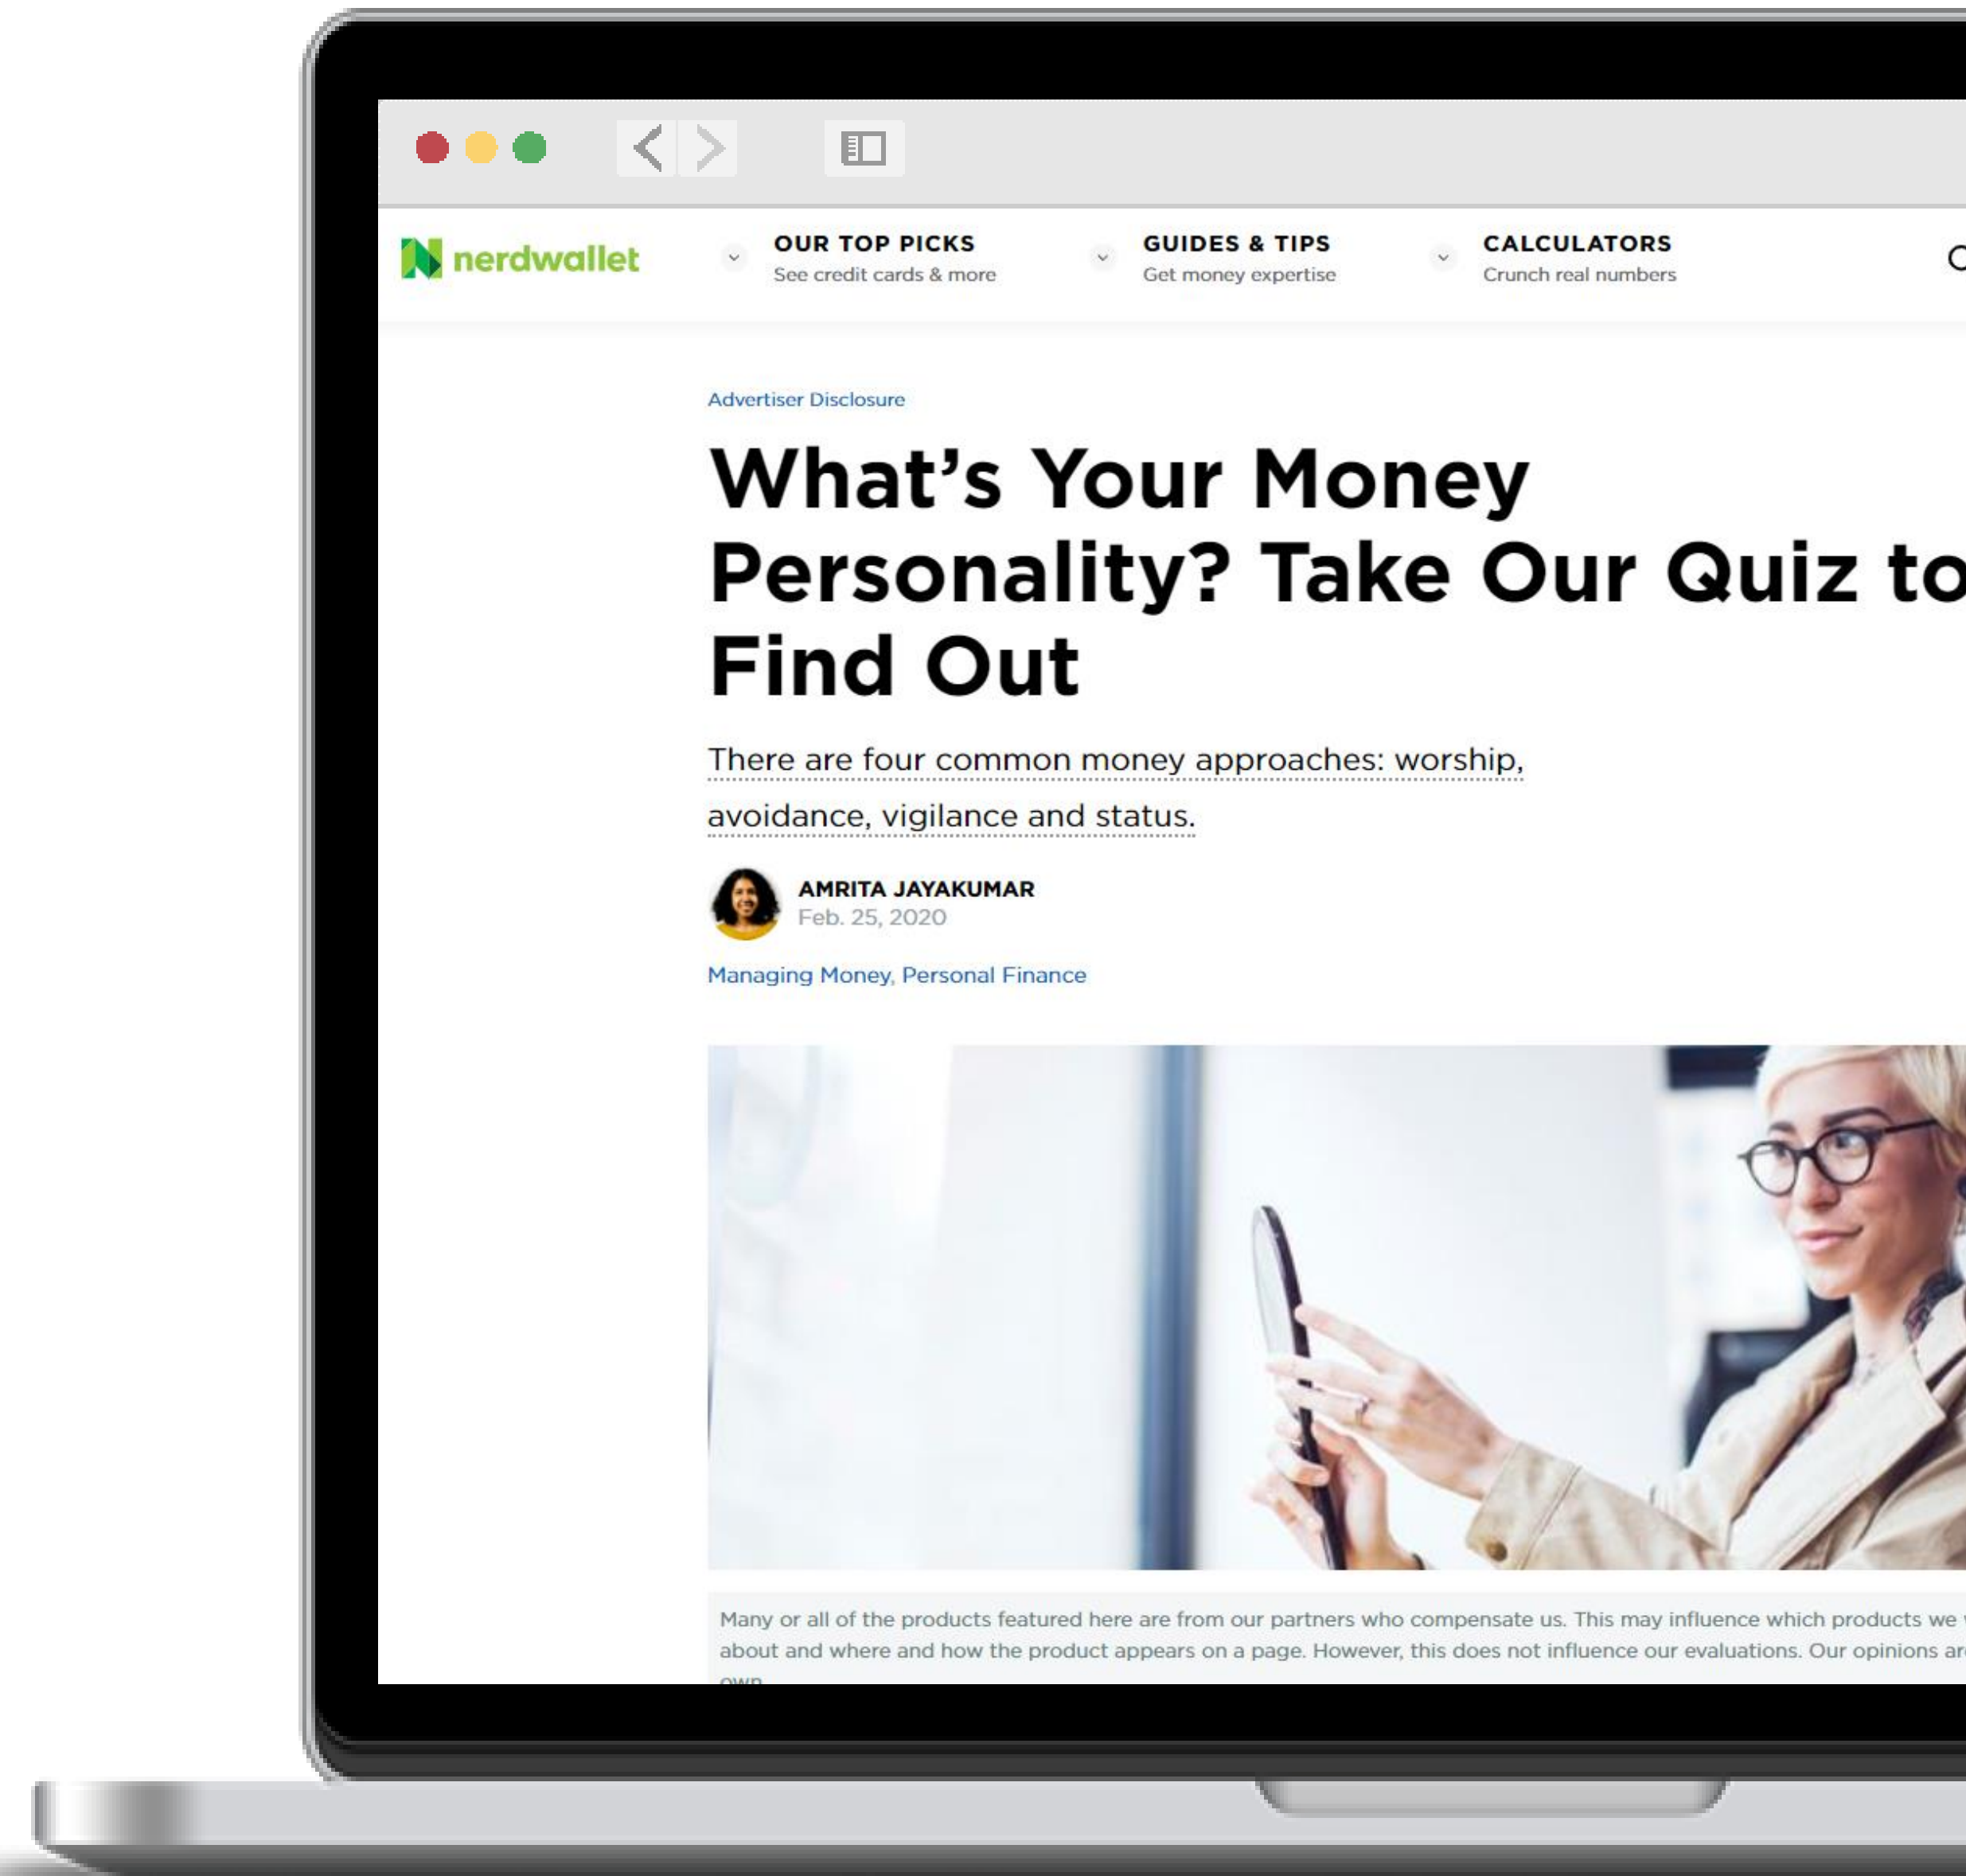 nerdwallet
OUR TOP PICKS
See credit cards & more
GUIDES & TIPS
Get money expertise
CALCULATORS
Crunch real numbers
Advertiser Disclosure
What's Your Money
Personality? Take Our Quiz to
Find Out
There are four common money approaches: worship,
avoidance, vigilance and status.
AMRITA JAYAKUMAR
Feb. 25, 2020
Managing Money, Personal Finance
Many or all of the products featured here are from our partners who compensate us. This may influence which products we
about and where and how the product appears on a page. However, this does not influence our evaluations. Our opinions
own